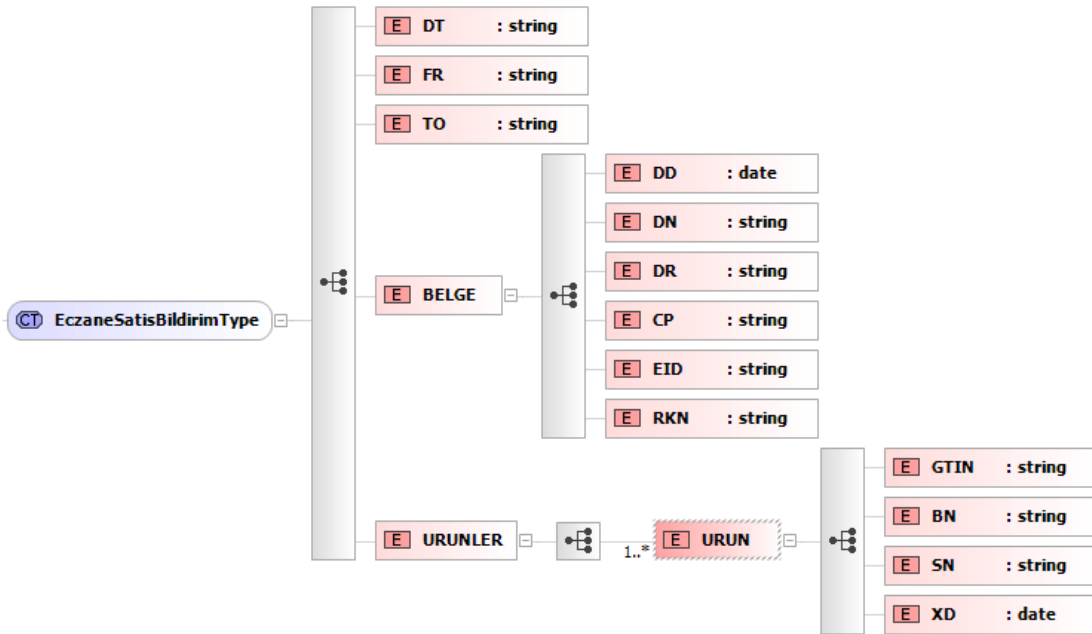 E DT : string
E FR : string
E TO : string
E DD : date
E DN : string
E DR : string
E BELGE
E CP : string
CT EczaneSatisBildirimType
E EID : string
E RKN : string
E GTIN : string
E BN : string
E URUNLER
1..* E URUN
E SN : string
E XD : date